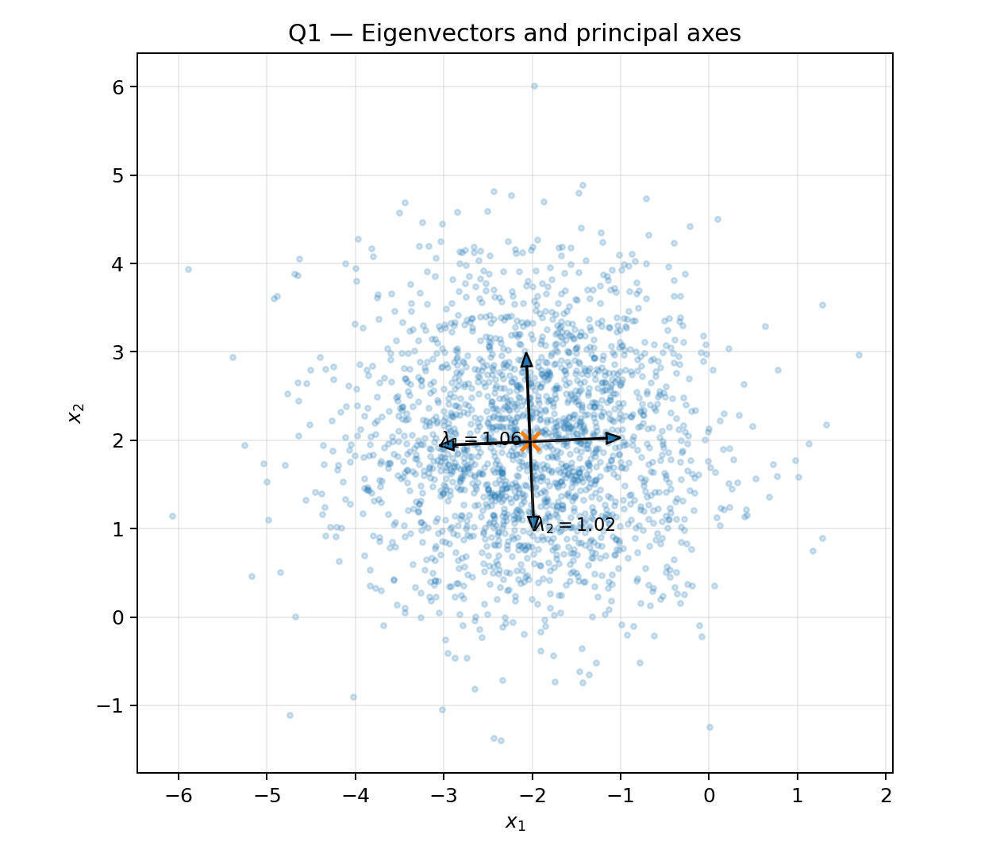 Q1 — Eigenvectors and principal axes
6
5
4
3
2
1
0
−1
x₂
λ₁ = 1.06
λ₂ = 1.02
−6 −5 −4 −3 −2 −1 0 1 2
x₁